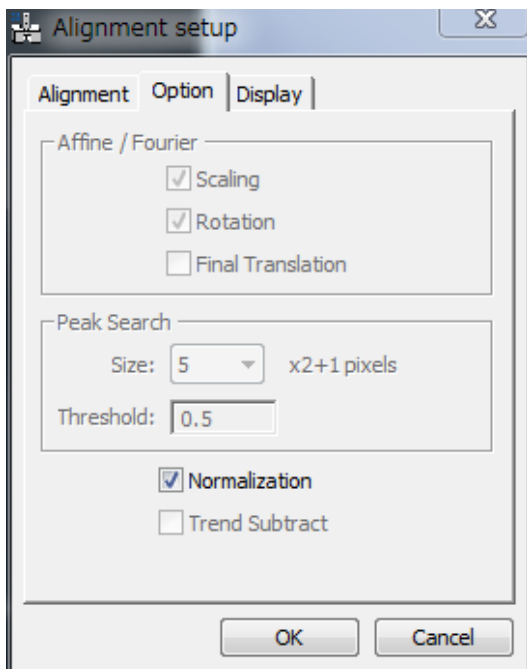 Alignment setup
Alignment Option Display
Affine / Fourier
Scaling
Rotation
Final Translation
Peak Search
Size: 5 x2+1 pixels
Threshold: 0.5
Normalization
Trend Subtract
OK Cancel